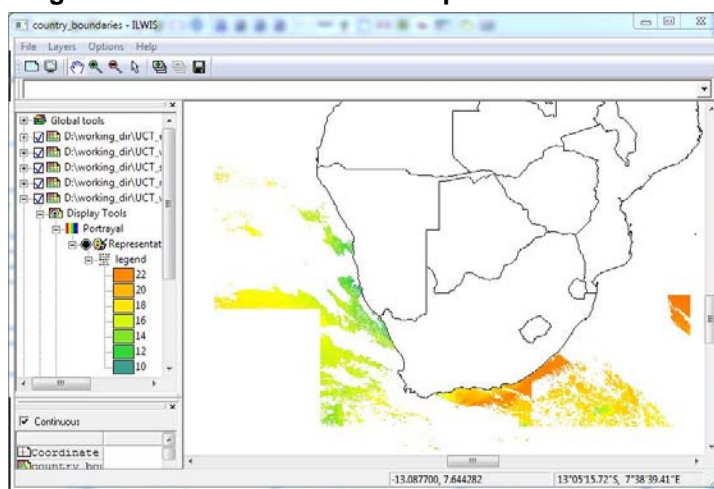 country_boundaries - ILWIS
File Layers Options Help
Global tools
D:\working_dir\UCT_
D:\working_dir\UCT_
D:\working_dir\UCT_s
D:\working_dir\UCT_
D:\working_dir\UCT_
Display Tools
Portrayal
Representat
legend
22
20
18
16
14
12
10
Continuous
Coordinate
country_bou
-13.087700, 7.644282
13°05'15.72"S, 7°38'39.41"E